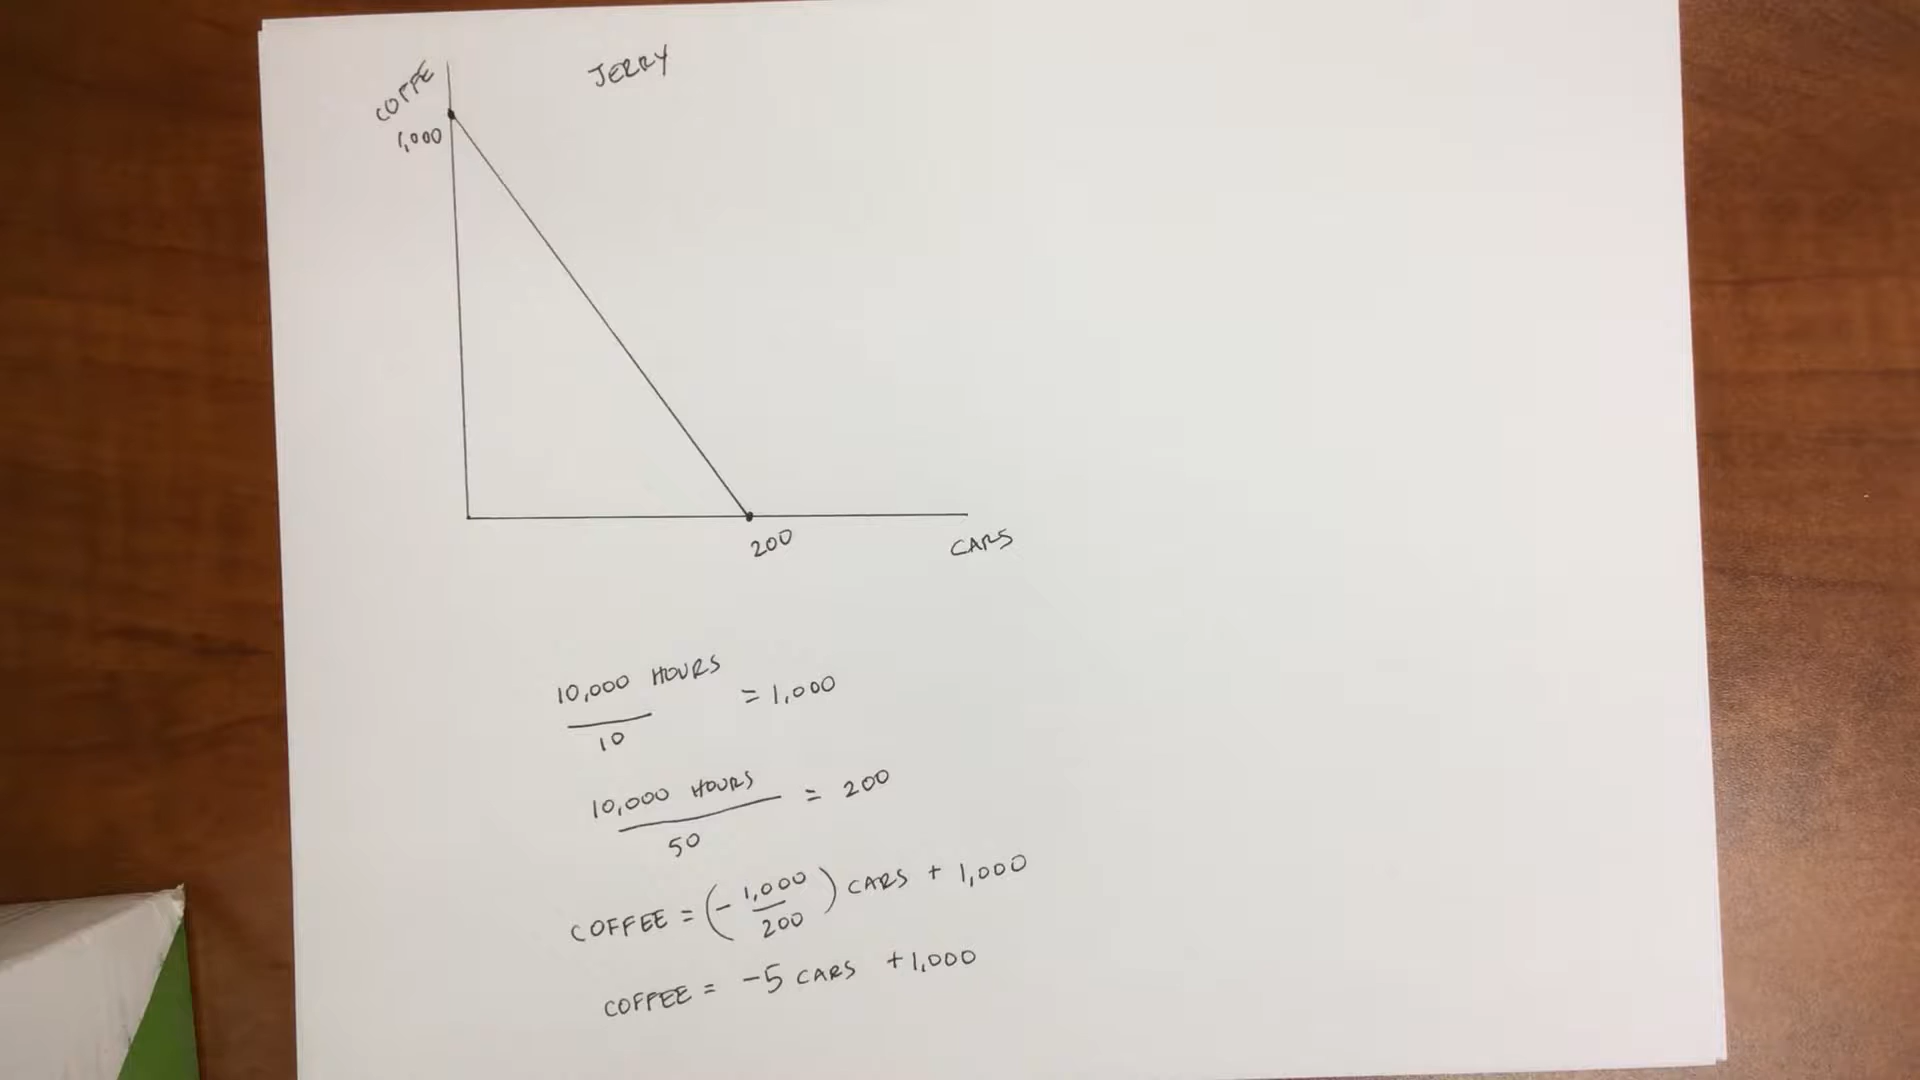 JERRY
COFFE
1,000
200
CARS
10,000 HOURS
10
= 1,000
10,000 HOURS
50
= 200
COFFEE = (- 1,000 / 200) CARS + 1,000
COFFEE = -5 CARS +1,000